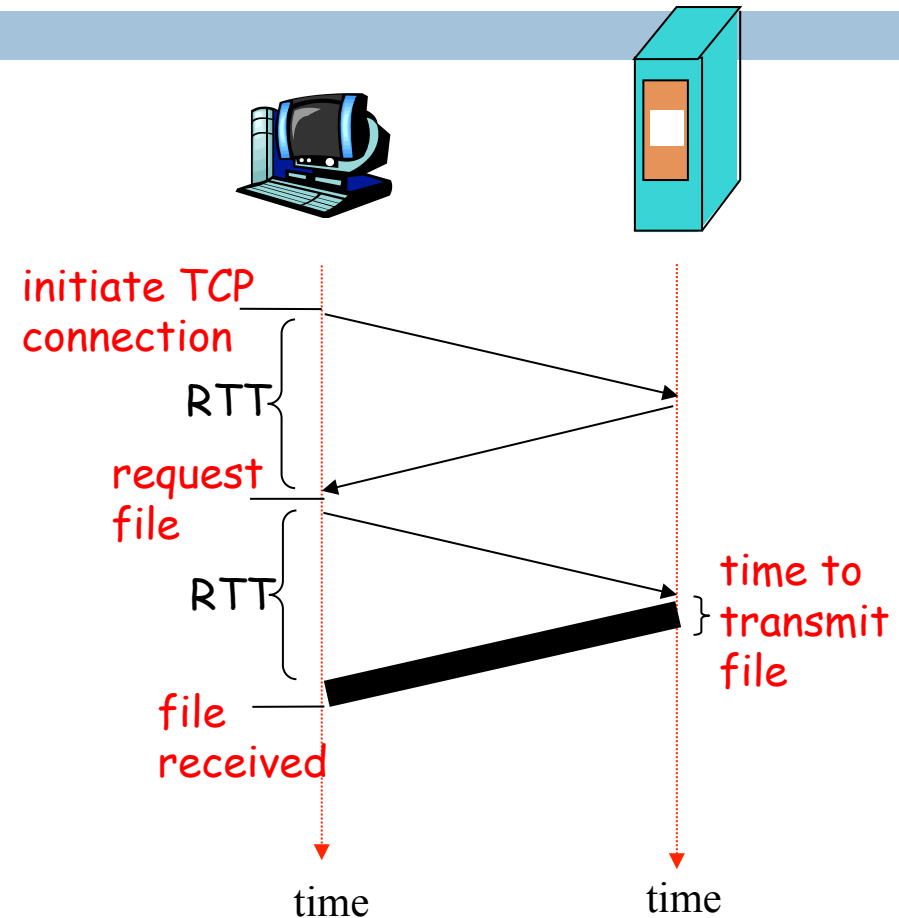 initiate TCP
connection
RTT
request
file
RTT
time to
transmit
file
file
received
time
time